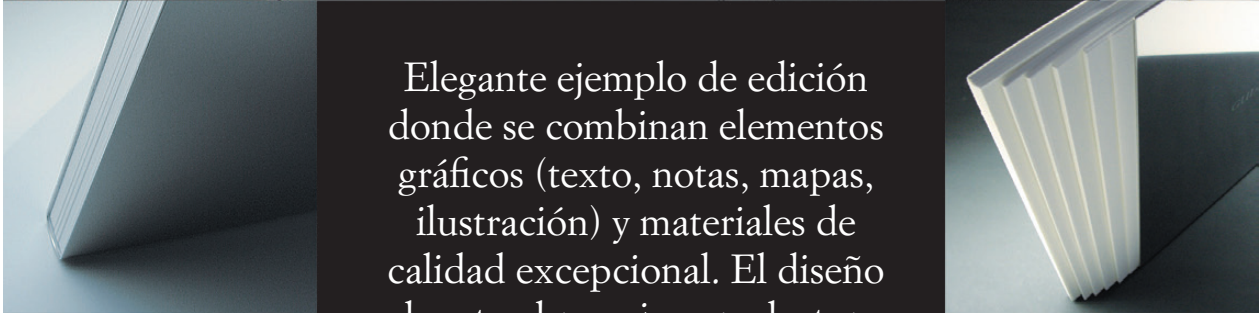 Elegante ejemplo de edición
donde se combinan elementos
gráficos (texto, notas, mapas,
ilustración) y materiales de
calidad excepcional. El diseño